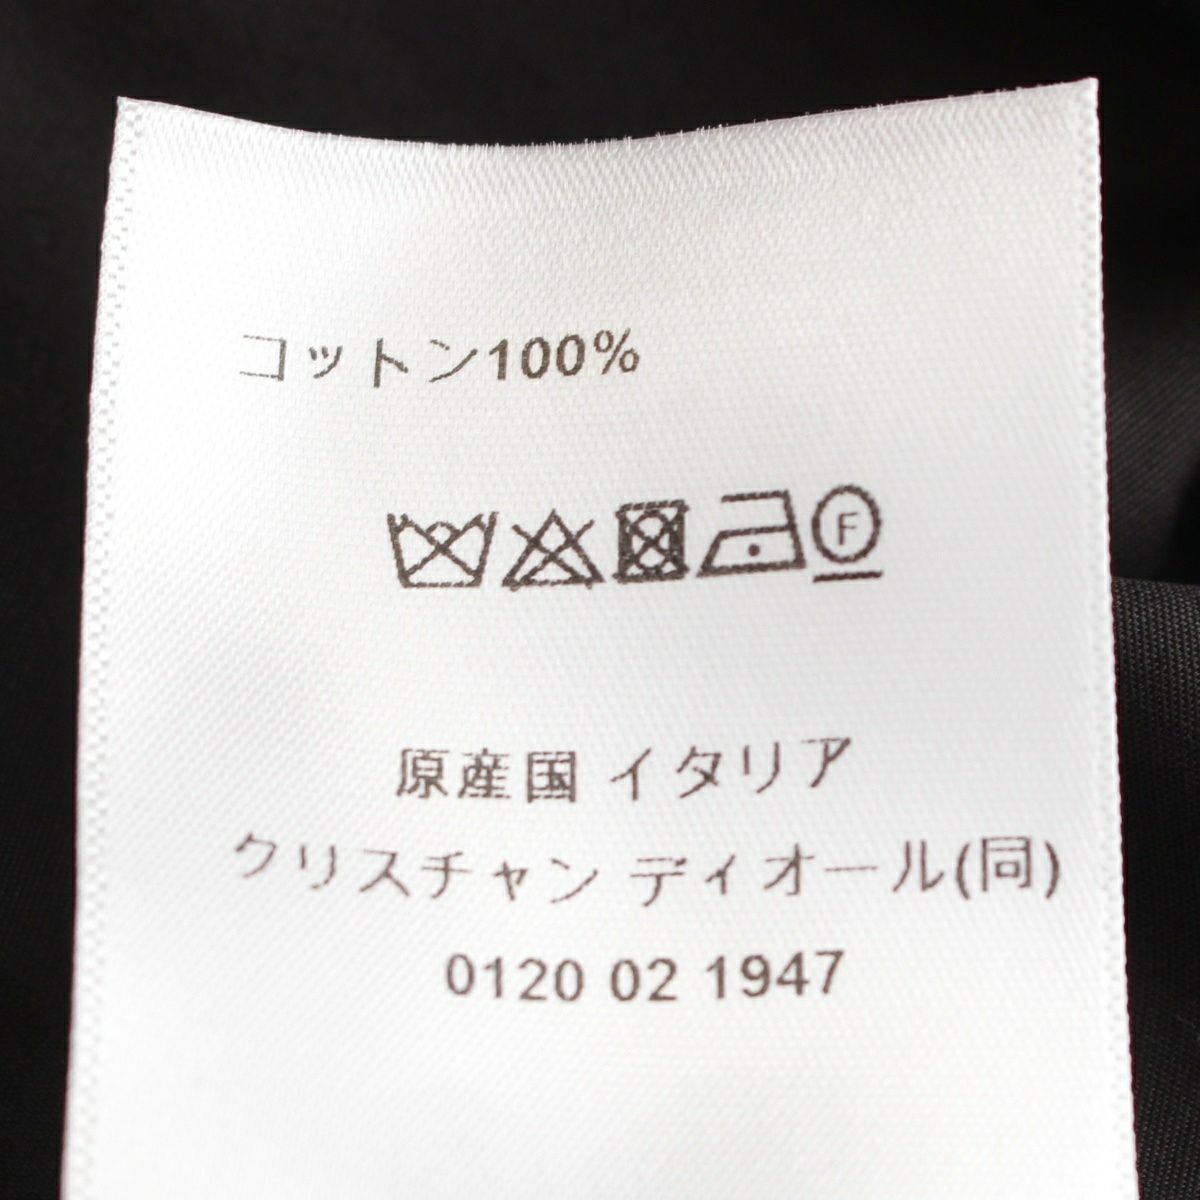 コットン100%
F
原産国 イタリア
クリスチャン ディオール(同)
0120 02 1947